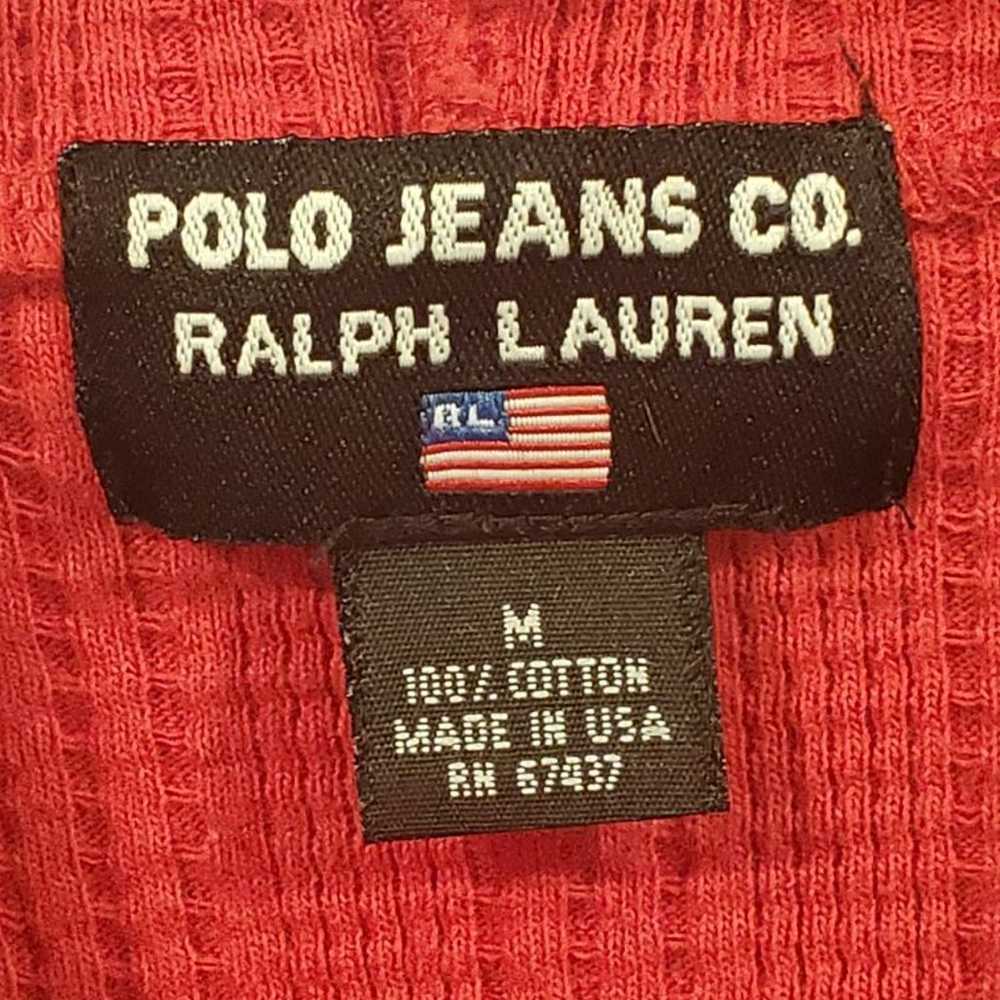 POLO JEANS CO.
RALPH LAUREN
RL
M
100% COTTON
MADE IN USA
RN 67437